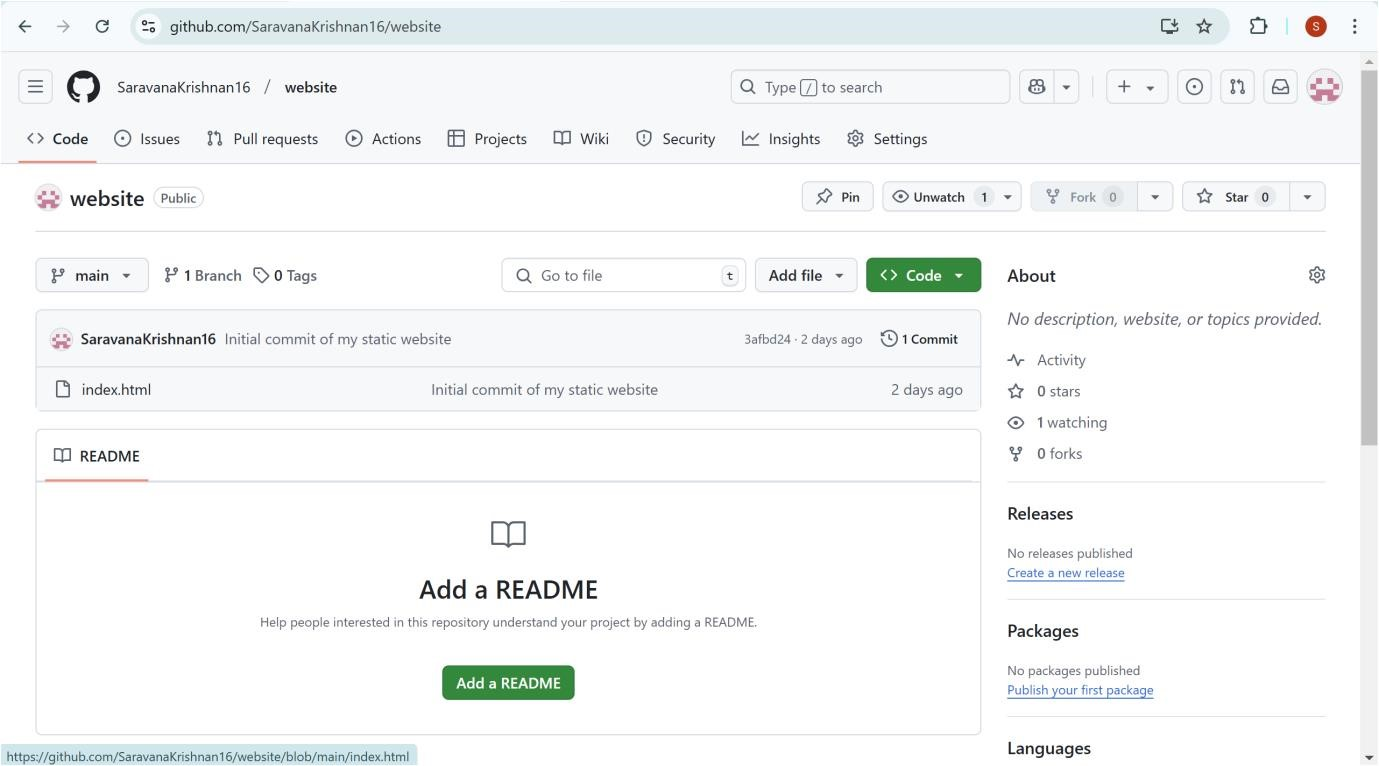 github.com/SaravanaKrishnan16/website
S
SaravanaKrishnan16 / website
Type / to search
Code Issues Pull requests Actions Projects Wiki Security Insights Settings
website Public
Pin Unwatch 1 Fork 0 Star 0
main 1 Branch 0 Tags
Go to file t Add file Code
About
No description, website, or topics provided.
SaravanaKrishnan16 Initial commit of my static website 3afbd24 · 2 days ago 1 Commit
index.html Initial commit of my static website 2 days ago
Activity
0 stars
1 watching
0 forks
README
Add a README
Help people interested in this repository understand your project by adding a README.
Add a README
Releases
No releases published
Create a new release
Packages
No packages published
Publish your first package
Languages
https://github.com/SaravanaKrishnan16/website/blob/main/index.html